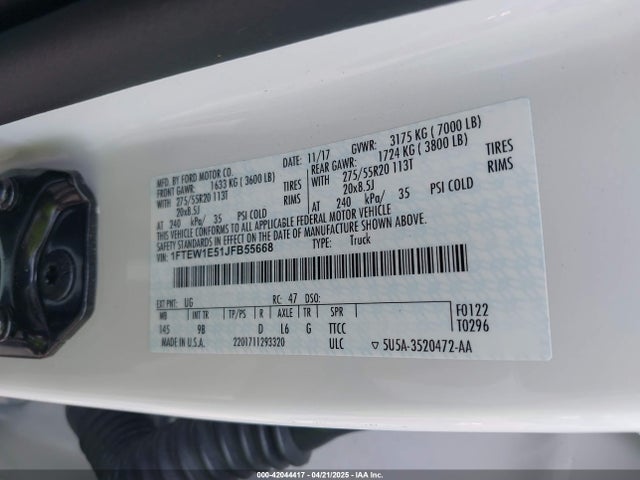 MFD. BY FORD MOTOR CO.
DATE: 11/17 GVWR: 3175 KG ( 7000 LB)
FRONT GAWR: 1633 KG ( 3600 LB)
REAR GAWR: 1724 KG ( 3800 LB)
WITH 275/55R20 113T TIRES
WITH 275/55R20 113T TIRES
20x8.5J RIMS
20x8.5J RIMS
AT 240 kPa/ 35 PSI COLD
AT 240 kPa/ 35 PSI COLD
THIS VEHICLE CONFORMS TO ALL APPLICABLE FEDERAL MOTOR VEHICLE
SAFETY STANDARDS IN EFFECT ON THE DATE OF MANUFACTURE SHOWN ABOVE.
VIN: 1FTEW1E51JFB55668 TYPE: Truck
EXT PNT: UG RC: 47 DSO:
WB INT TR TP/PS R AXLE TR SPR F0122
145 9B D L6 G TTCC T0296
MADE IN U.S.A. 2201711293320 ULC ▽ 5U5A-3520472-AA
000-42044417 - 04/21/2025 - IAA Inc.